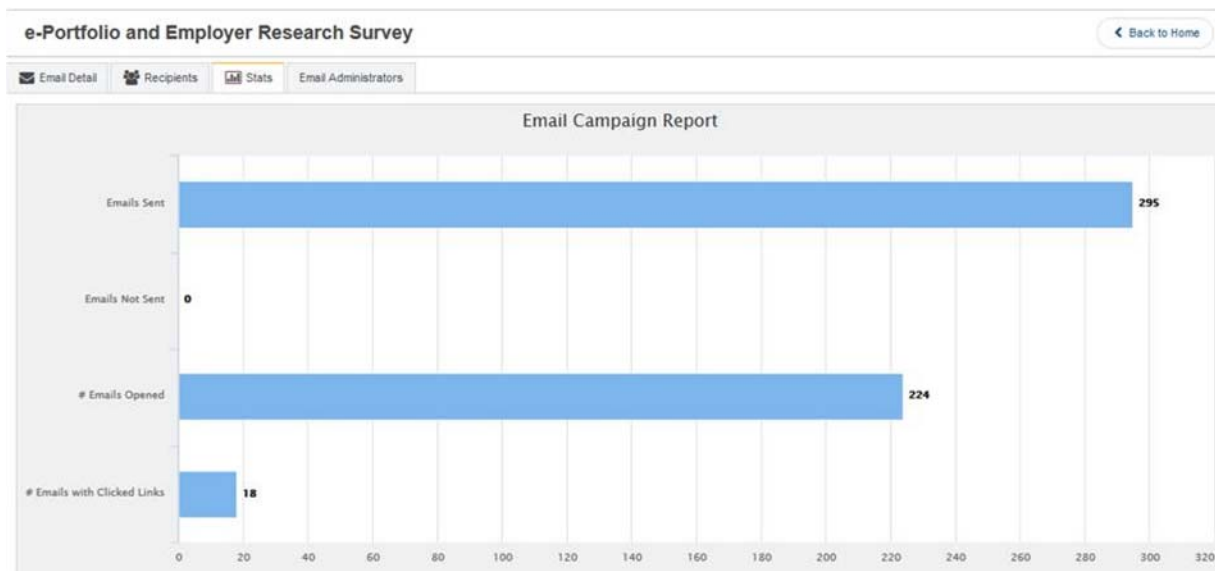 e-Portfolio and Employer Research Survey
Back to Home
Email Detail Recipients Stats Email Administrators
Email Campaign Report
Emails Sent 295
Emails Not Sent 0
# Emails Opened 224
# Emails with Clicked Links 18
0 20 40 60 80 100 120 140 160 180 200 220 240 260 280 300 320